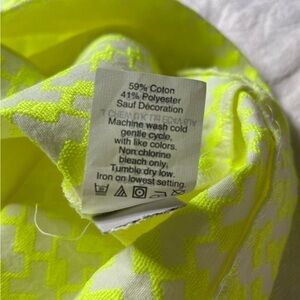 59% Coton
41% Polyester
Sauf Décoration
Machine wash cold
gentle cycle,
with like colors.
Non chlorine
bleach only.
Tumble dry low.
Iron on lowest setting.